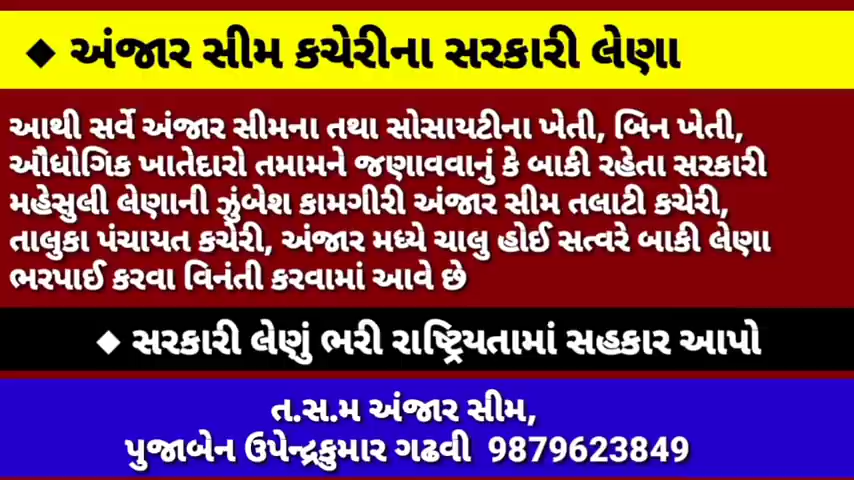 ◆ અંજાર સીમ કચેરીના સરકારી લેણા
આથી સર્વે અંજાર સીમના તથા સોસાયટીના ખેતી, બિન ખેતી,
ઔધોગિક ખાતેદારો તમામને જણાવવાનું કે બાકી રહેતા સરકારી
મહેસુલી લેણાની ઝુંબેશ કામગીરી અંજાર સીમ તલાટી કચેરી,
તાલુકા પંચાયત કચેરી, અંજાર મધ્યે ચાલુ હોઈ સત્વરે બાકી લેણા
ભરપાઈ કરવા વિનંતી કરવામાં આવે છે
◆ સરકારી લેણું ભરી રાષ્ટ્રિયતામાં સહકાર આપો
ત.સ.મ અંજાર સીમ,
પુજાબેન ઉપેન્દ્રકુમાર ગઢવી 9879623849